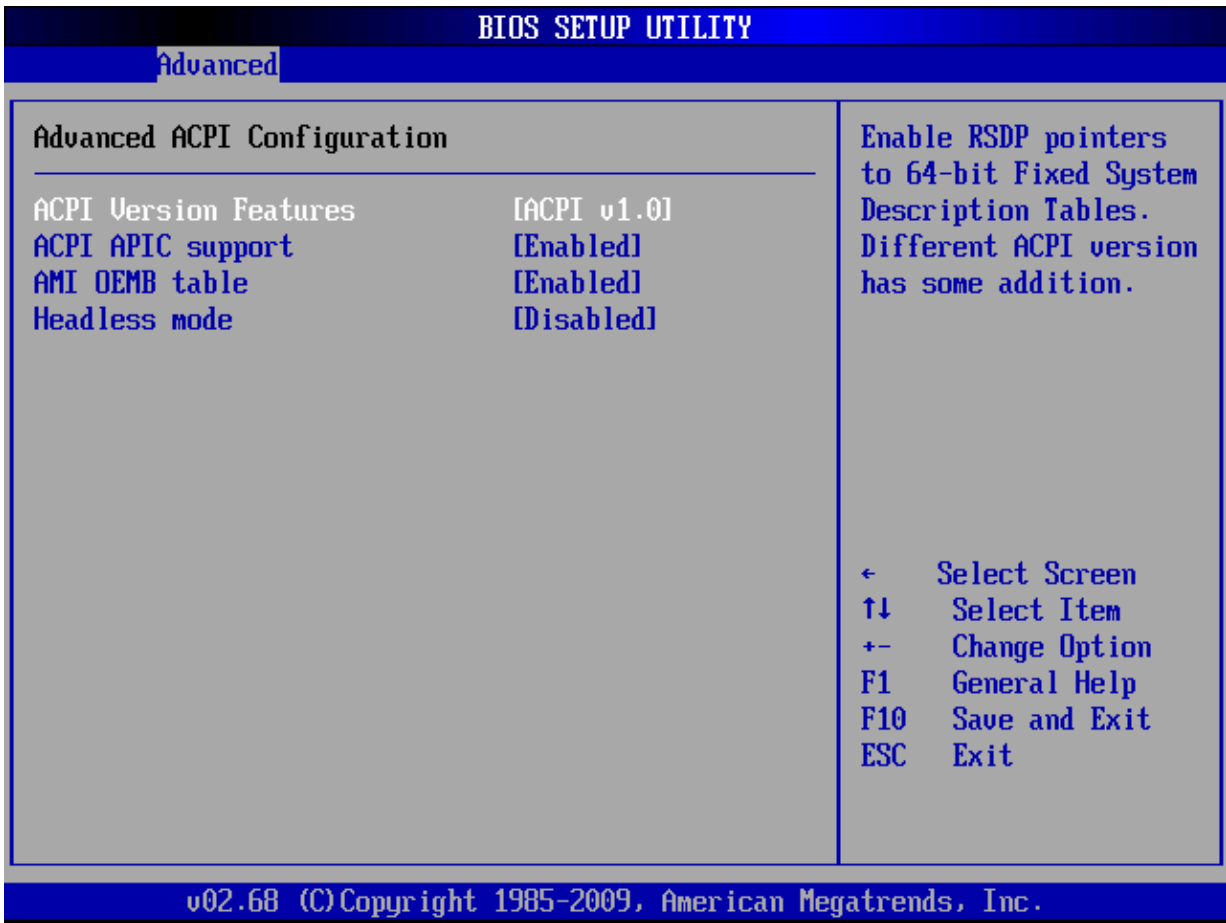 BIOS SETUP UTILITY
Advanced
Advanced ACPI Configuration
ACPI Version Features [ACPI v1.0]
ACPI APIC support [Enabled]
AMI OEMB table [Enabled]
Headless mode [Disabled]
Enable RSDP pointers
to 64-bit Fixed System
Description Tables.
Different ACPI version
has some addition.
← Select Screen
↑↓ Select Item
+- Change Option
F1 General Help
F10 Save and Exit
ESC Exit
v02.68 (C)Copyright 1985-2009, American Megatrends, Inc.